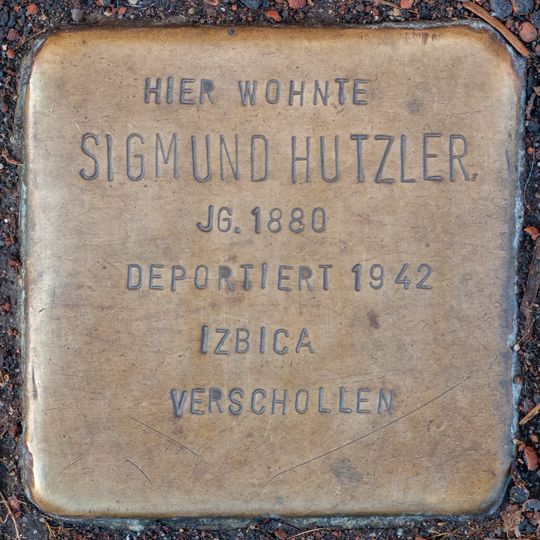 HIER WOHNTE
SIGMUND HUTZLER.
JG. 1880
DEPORTIERT 1942
IZBICA
VERSCHOLLEN